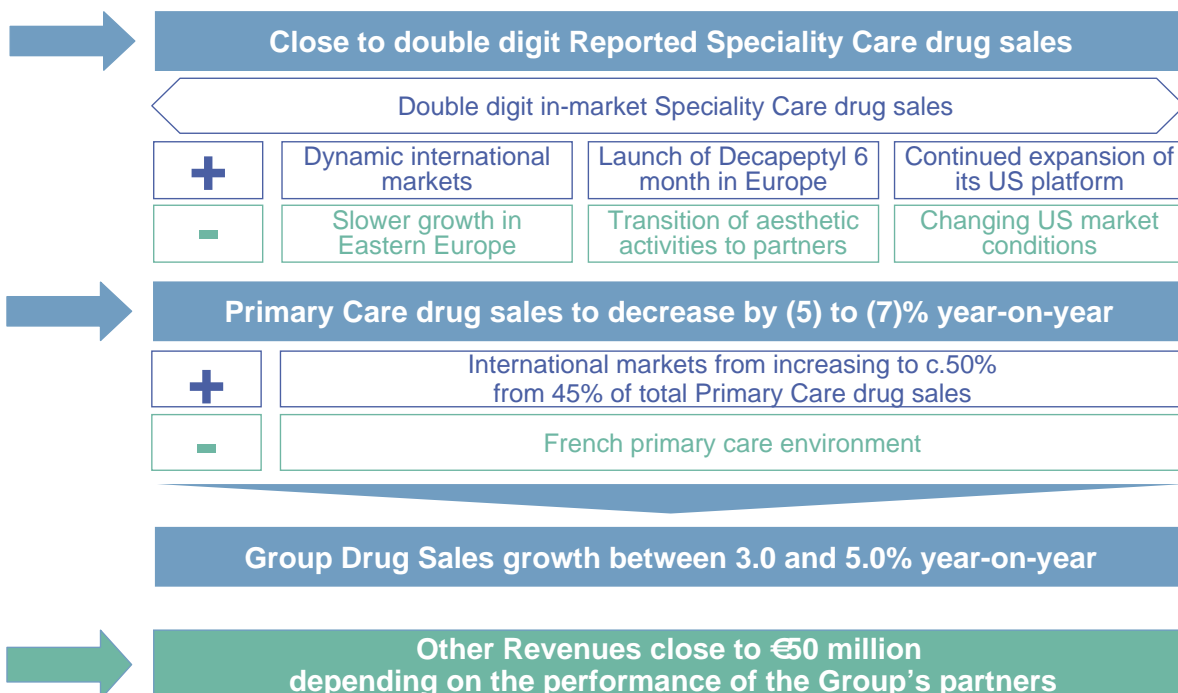 Close to double digit Reported Speciality Care drug sales
Double digit in-market Speciality Care drug sales
+
Dynamic international
markets
Launch of Decapeptyl 6
month in Europe
Continued expansion of
its US platform
-
Slower growth in
Eastern Europe
Transition of aesthetic
activities to partners
Changing US market
conditions
Primary Care drug sales to decrease by (5) to (7)% year-on-year
+
International markets from increasing to c.50%
from 45% of total Primary Care drug sales
-
French primary care environment
Group Drug Sales growth between 3.0 and 5.0% year-on-year
Other Revenues close to €50 million
depending on the performance of the Group's partners